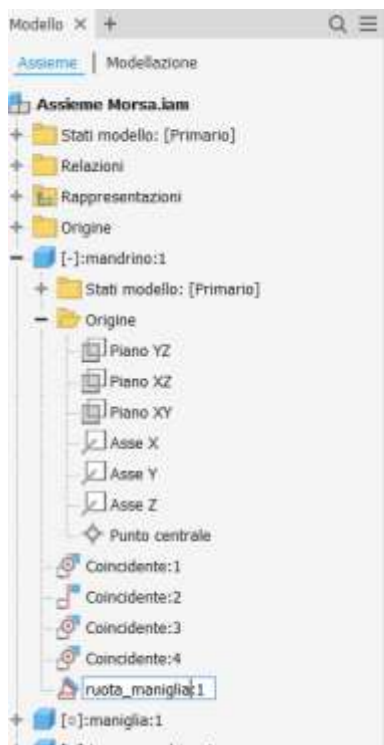 Modello × +
Assieme | Modellazione
Assieme Morsa.iam
Stati modello: [Primario]
Relazioni
Rappresentazioni
Origine
[-]:mandrino:1
Stati modello: [Primario]
Origine
Piano YZ
Piano XZ
Piano XY
Asse X
Asse Y
Asse Z
Punto centrale
Coincidente:1
Coincidente:2
Coincidente:3
Coincidente:4
ruota_maniglia:1
[o]:maniglia:1